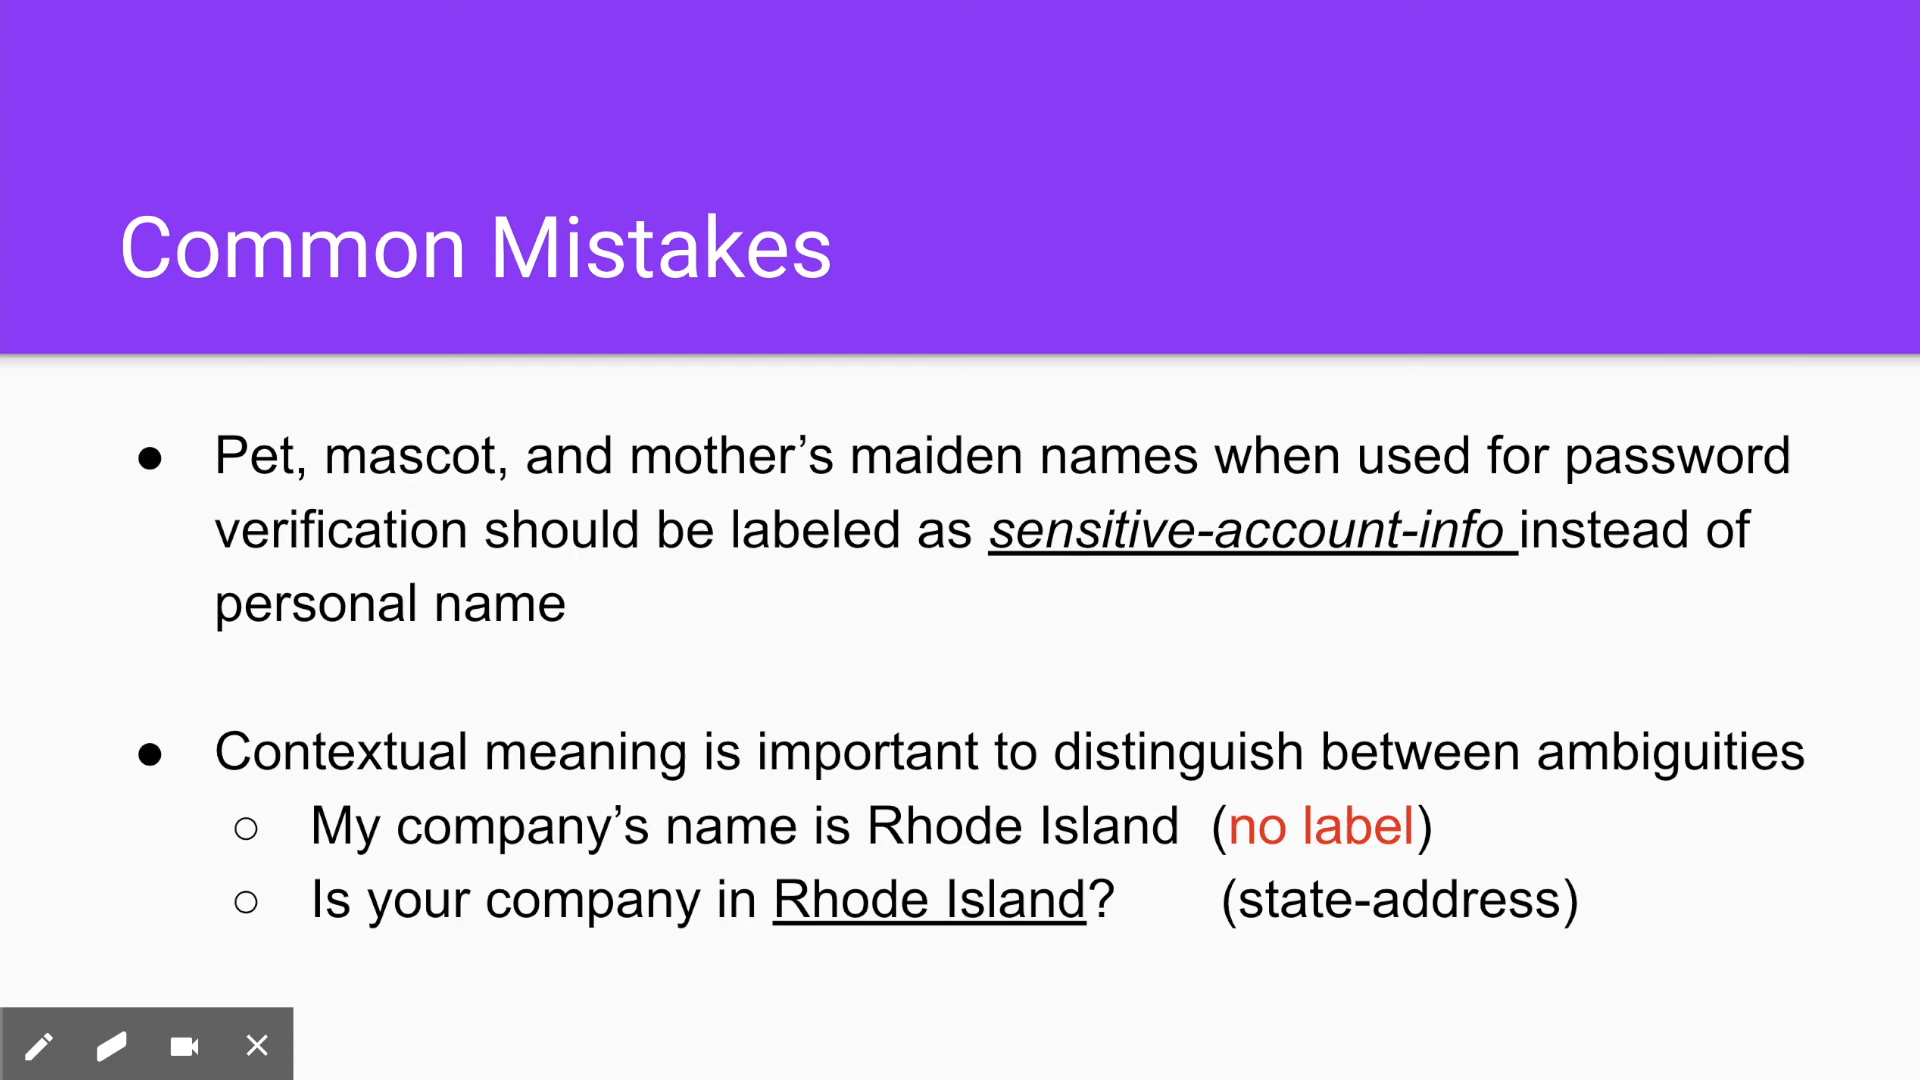 Common Mistakes
● Pet, mascot, and mother’s maiden names when used for password
verification should be labeled as sensitive-account-info instead of
personal name
● Contextual meaning is important to distinguish between ambiguities
○ My company’s name is Rhode Island (no label)
○ Is your company in Rhode Island? (state-address)